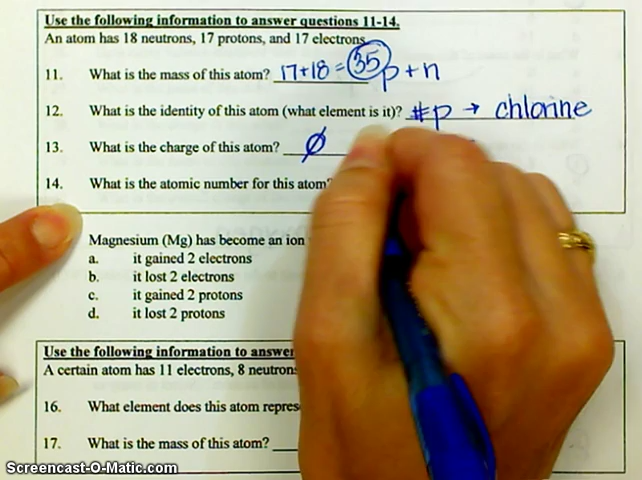 Use the following information to answer questions 11-14.
An atom has 18 neutrons, 17 protons, and 17 electrons
11. What is the mass of this atom? 17+18 = 35 p + n
12. What is the identity of this atom (what element is it)? #p → chlorine
13. What is the charge of this atom? Ø
14. What is the atomic number for this atom?
Magnesium (Mg) has become an ion
a. it gained 2 electrons
b. it lost 2 electrons
c. it gained 2 protons
d. it lost 2 protons
Use the following information to answer
A certain atom has 11 electrons, 8 neutrons
16. What element does this atom
17. What is the mass of this atom?
Screencast-O-Matic.com